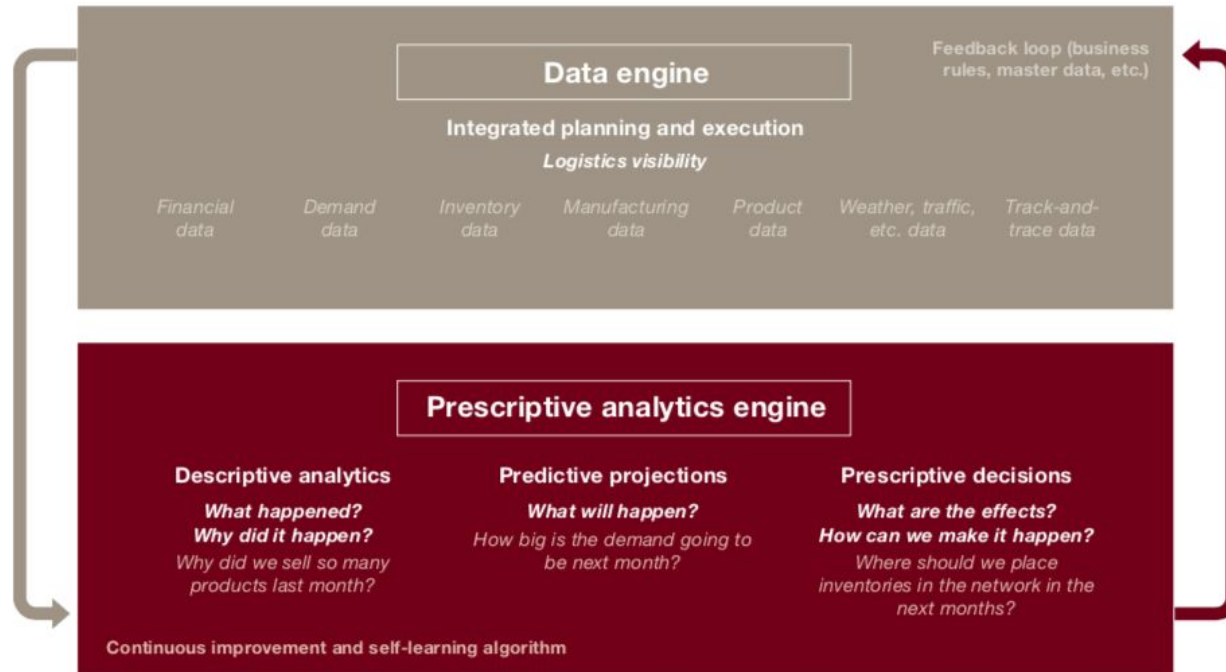 Feedback loop (business
rules, master data, etc.)
Data engine
Integrated planning and execution
Logistics visibility
Financial
data
Demand
data
Inventory
data
Manufacturing
data
Product
data
Weather, traffic,
etc. data
Track-and-
trace data
Prescriptive analytics engine
Descriptive analytics
What happened?
Why did it happen?
Why did we sell so many
products last month?
Predictive projections
What will happen?
How big is the demand going to
be next month?
Prescriptive decisions
What are the effects?
How can we make it happen?
Where should we place
inventories in the network in the
next months?
Continuous improvement and self-learning algorithm